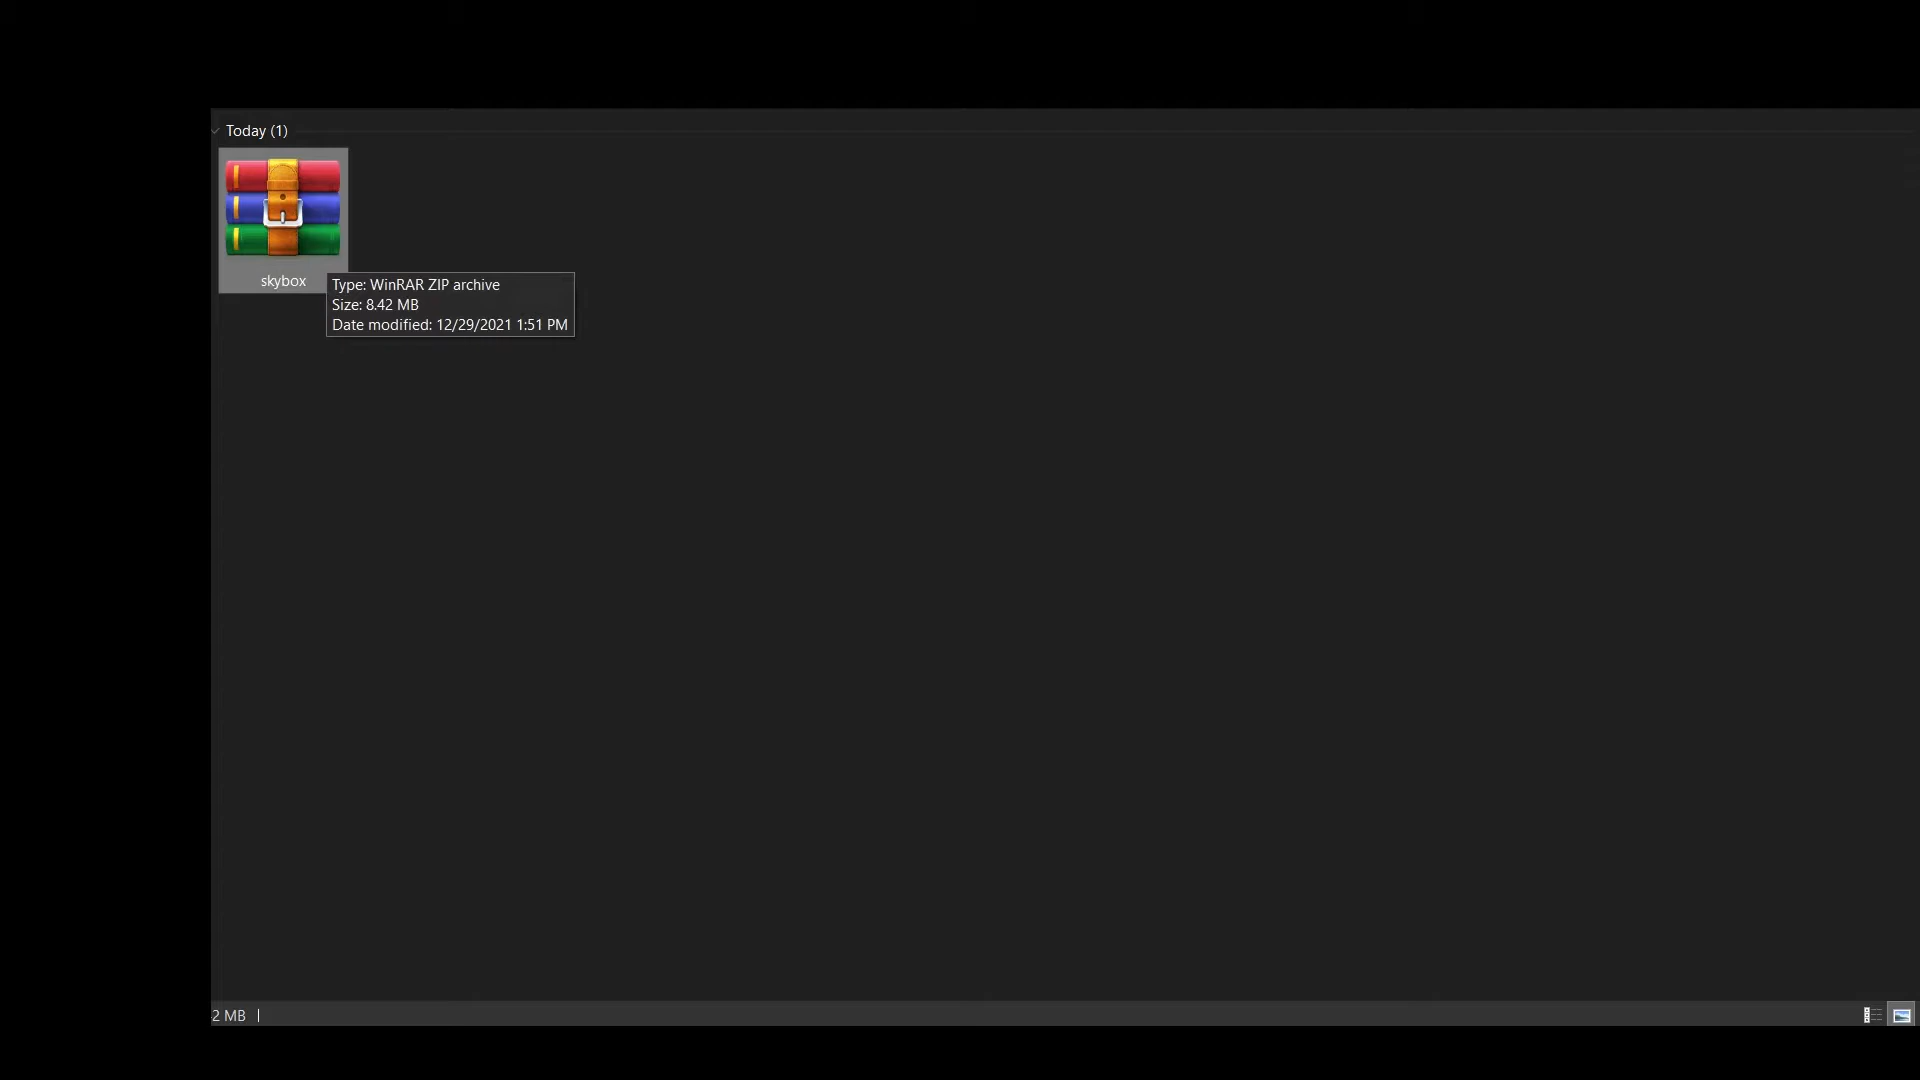 Today (1)
skybox
Type: WinRAR ZIP archive
Size: 8.42 MB
Date modified: 12/29/2021 1:51 PM
2 MB